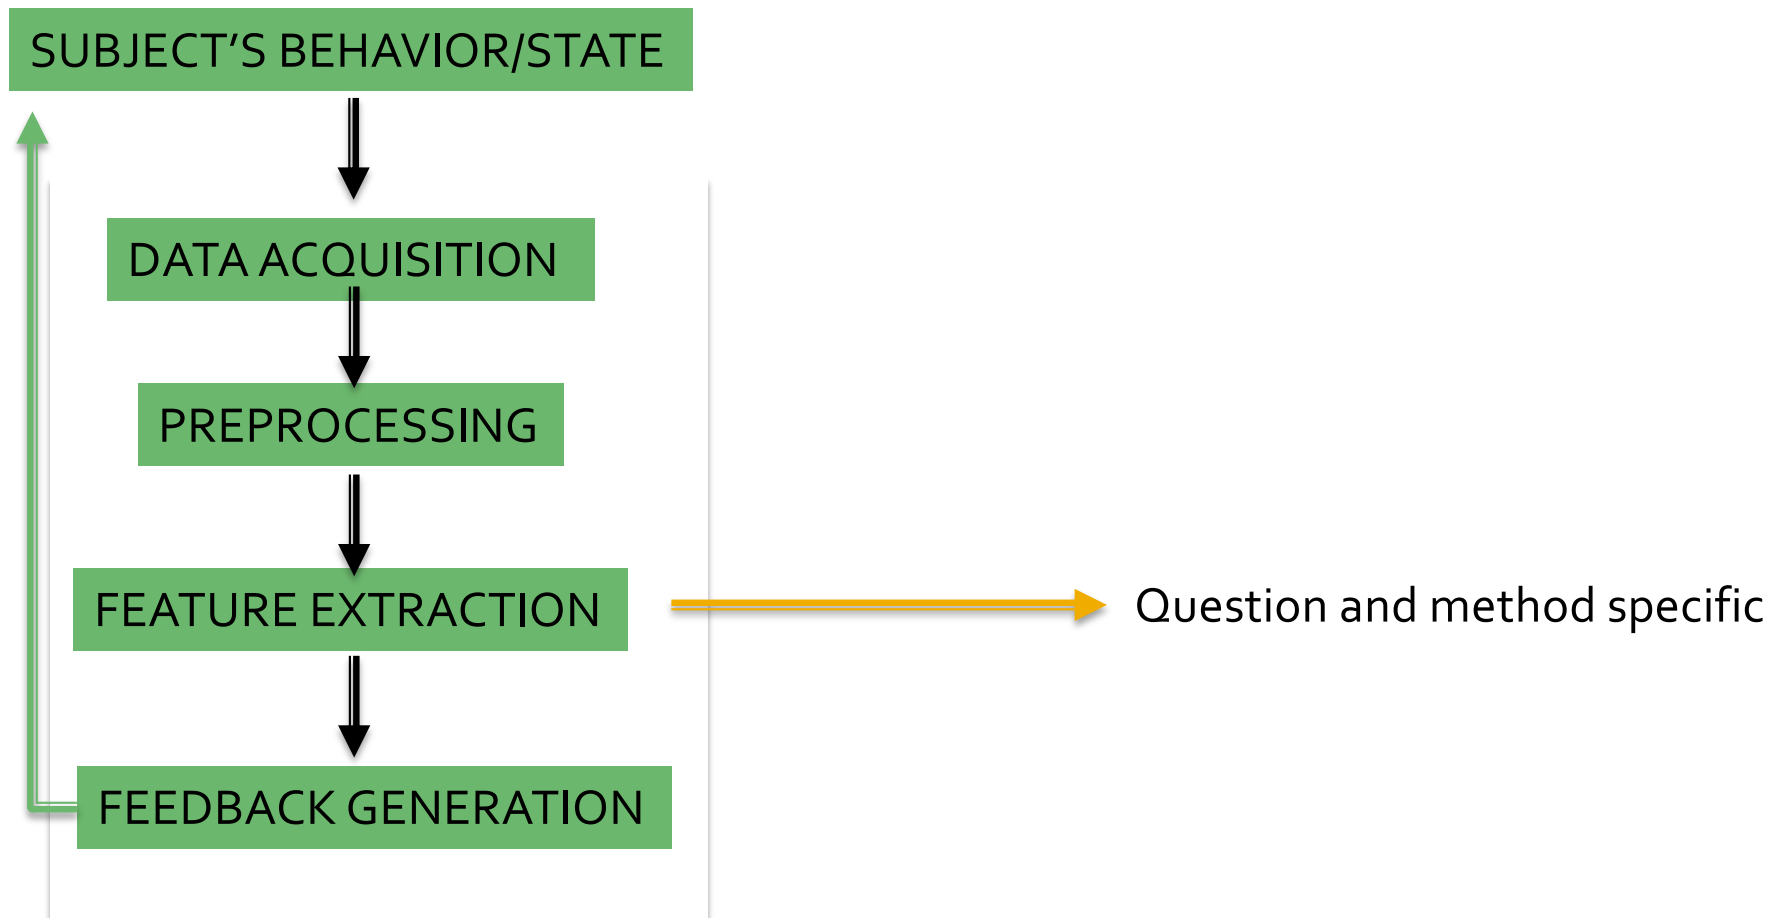 SUBJECT’S BEHAVIOR/STATE
DATA ACQUISITION
PREPROCESSING
FEATURE EXTRACTION
Question and method specific
FEEDBACK GENERATION